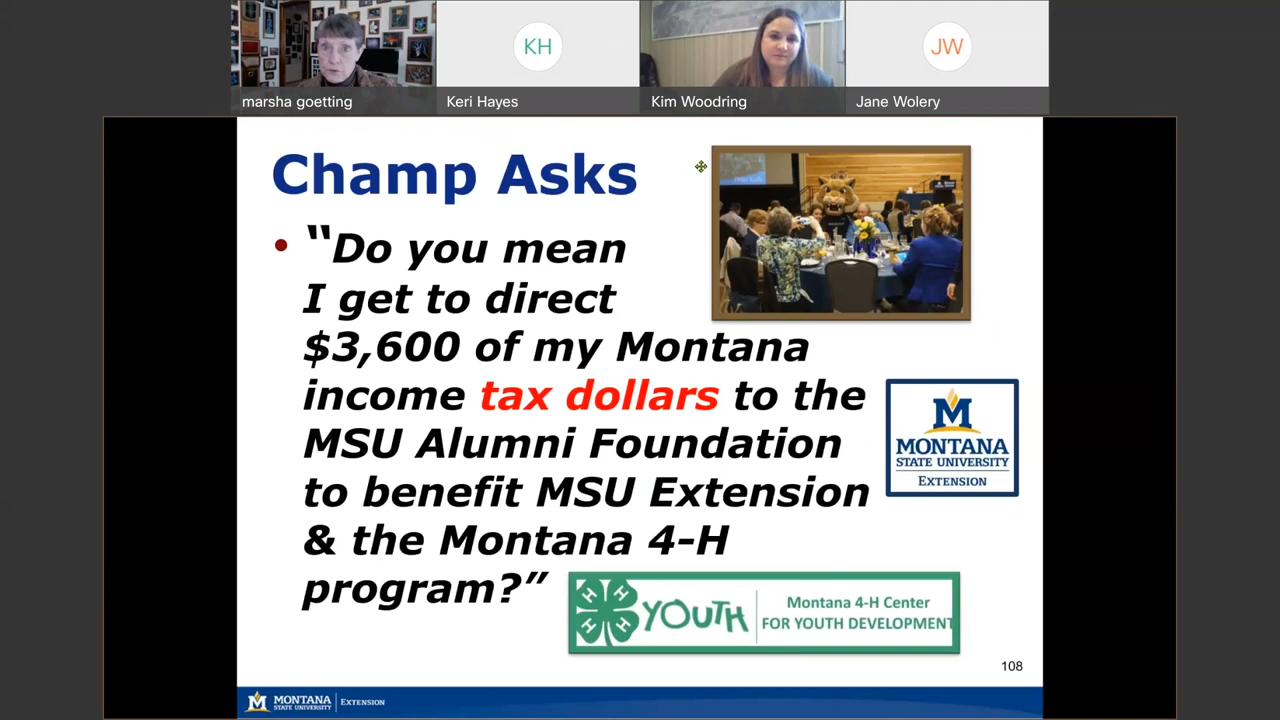 KH
JW
marsha goetting
Keri Hayes
Kim Woodring
Jane Wolery
Champ Asks
• “Do you mean
I get to direct
$3,600 of my Montana
income tax dollars to the
MSU Alumni Foundation
to benefit MSU Extension
& the Montana 4-H
program?”
M
MONTANA
STATE UNIVERSITY
EXTENSION
H H H H
YOUTH
Montana 4-H Center
FOR YOUTH DEVELOPMENT
108
M
MONTANA
STATE UNIVERSITY
EXTENSION